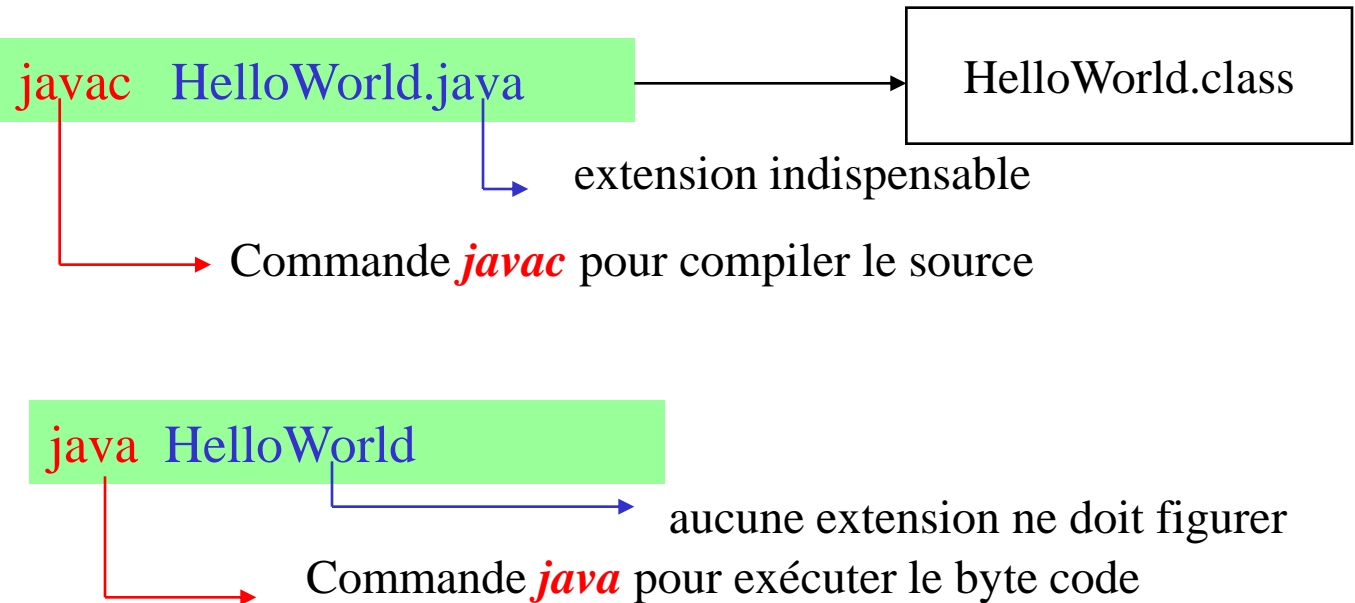 javac HelloWorld.java
HelloWorld.class
extension indispensable
Commande javac pour compiler le source
java HelloWorld
aucune extension ne doit figurer
Commande java pour exécuter le byte code